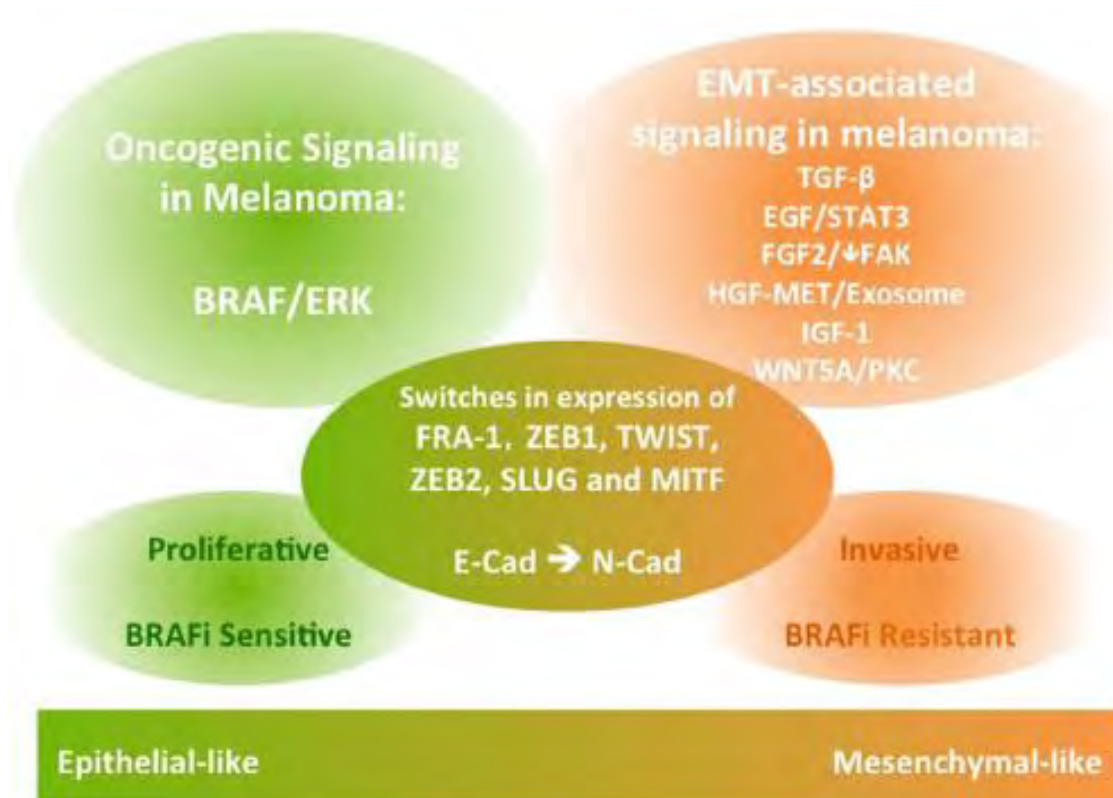 Oncogenic Signaling
in Melanoma:
BRAF/ERK
EMT-associated
signaling in melanoma:
TGF-β
EGF/STAT3
FGF2/↓FAK
HGF-MET/Exosome
IGF-1
WNT5A/PKC
Switches in expression of
FRA-1, ZEB1, TWIST,
ZEB2, SLUG and MITF
E-Cad → N-Cad
Proliferative
BRAFi Sensitive
Invasive
BRAFi Resistant
Epithelial-like
Mesenchymal-like